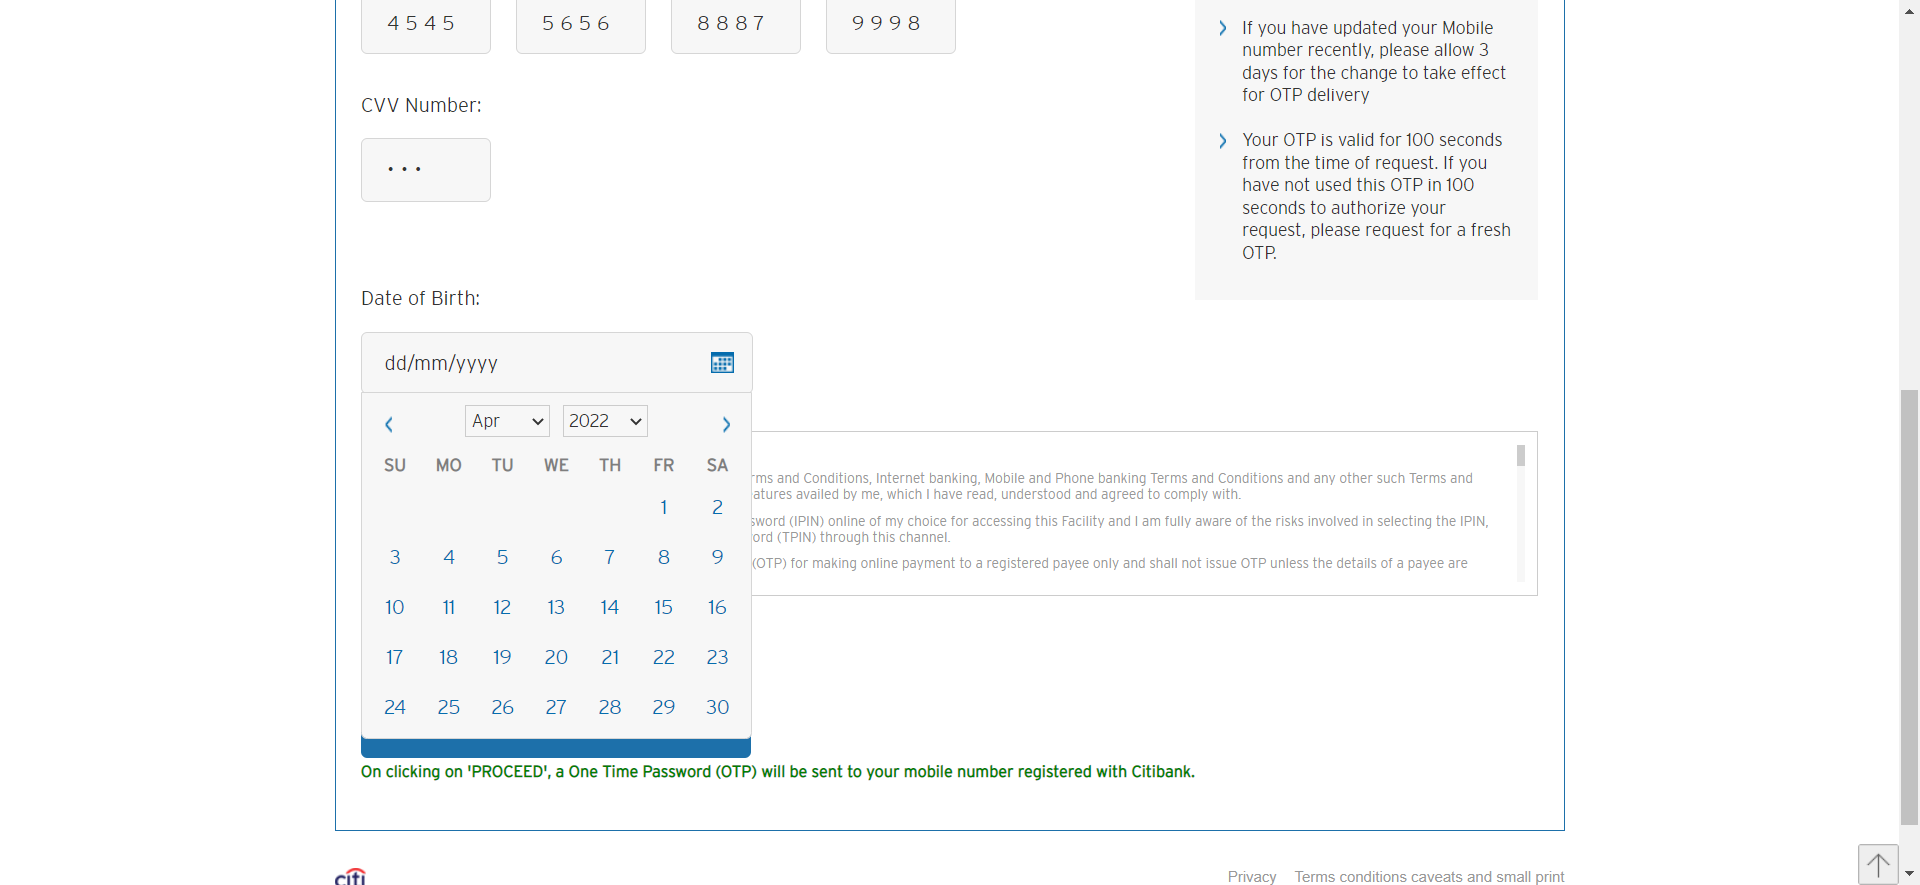 4545 5656 8887 9998
CVV Number:
Date of Birth:
dd/mm/yyyy
Apr 2022
SU MO TU WE TH FR SA
1 2
3 4 5 6 7 8 9
10 11 12 13 14 15 16
17 18 19 20 21 22 23
24 25 26 27 28 29 30
If you have updated your Mobile
number recently, please allow 3
days for the change to take effect
for OTP delivery
Your OTP is valid for 100 seconds
from the time of request. If you
have not used this OTP in 100
seconds to authorize your
request, please request for a fresh
OTP.
rms and Conditions, Internet banking, Mobile and Phone banking Terms and Conditions and any other such Terms and
atures availed by me, which I have read, understood and agreed to comply with.
sword (IPIN) online of my choice for accessing this Facility and I am fully aware of the risks involved in selecting the IPIN,
ord (TPIN) through this channel.
(OTP) for making online payment to a registered payee only and shall not issue OTP unless the details of a payee are
On clicking on 'PROCEED', a One Time Password (OTP) will be sent to your mobile number registered with Citibank.
citi
Privacy Terms conditions caveats and small print